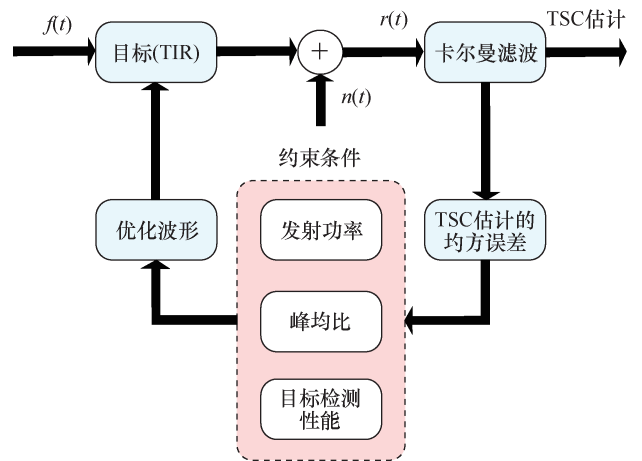 f(t)
目标(TIR)
+
n(t)
r(t)
卡尔曼滤波
TSC估计
约束条件
优化波形
发射功率
峰均比
目标检测
性能
TSC估计的
均方误差